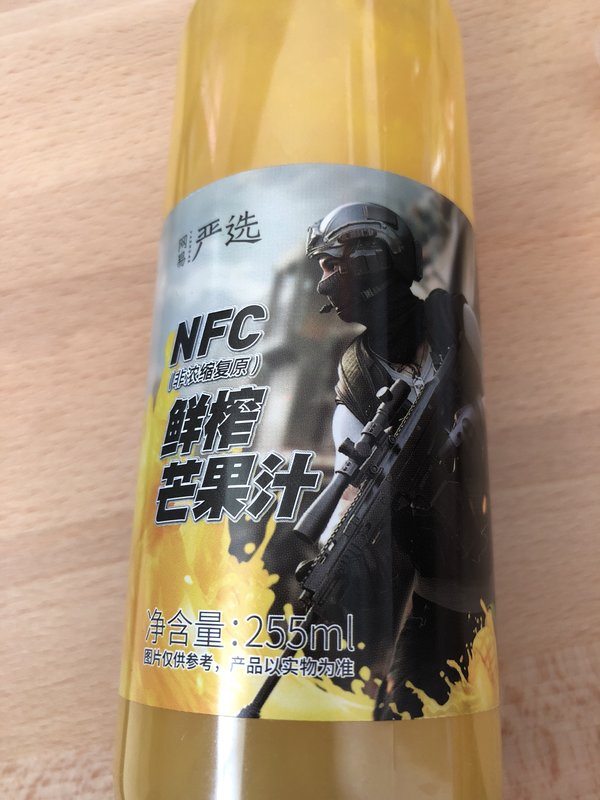 网易严选
NFC
(非浓缩复原)
鲜榨
芒果汁
净含量:255ml
图片仅供参考，产品以实物为准